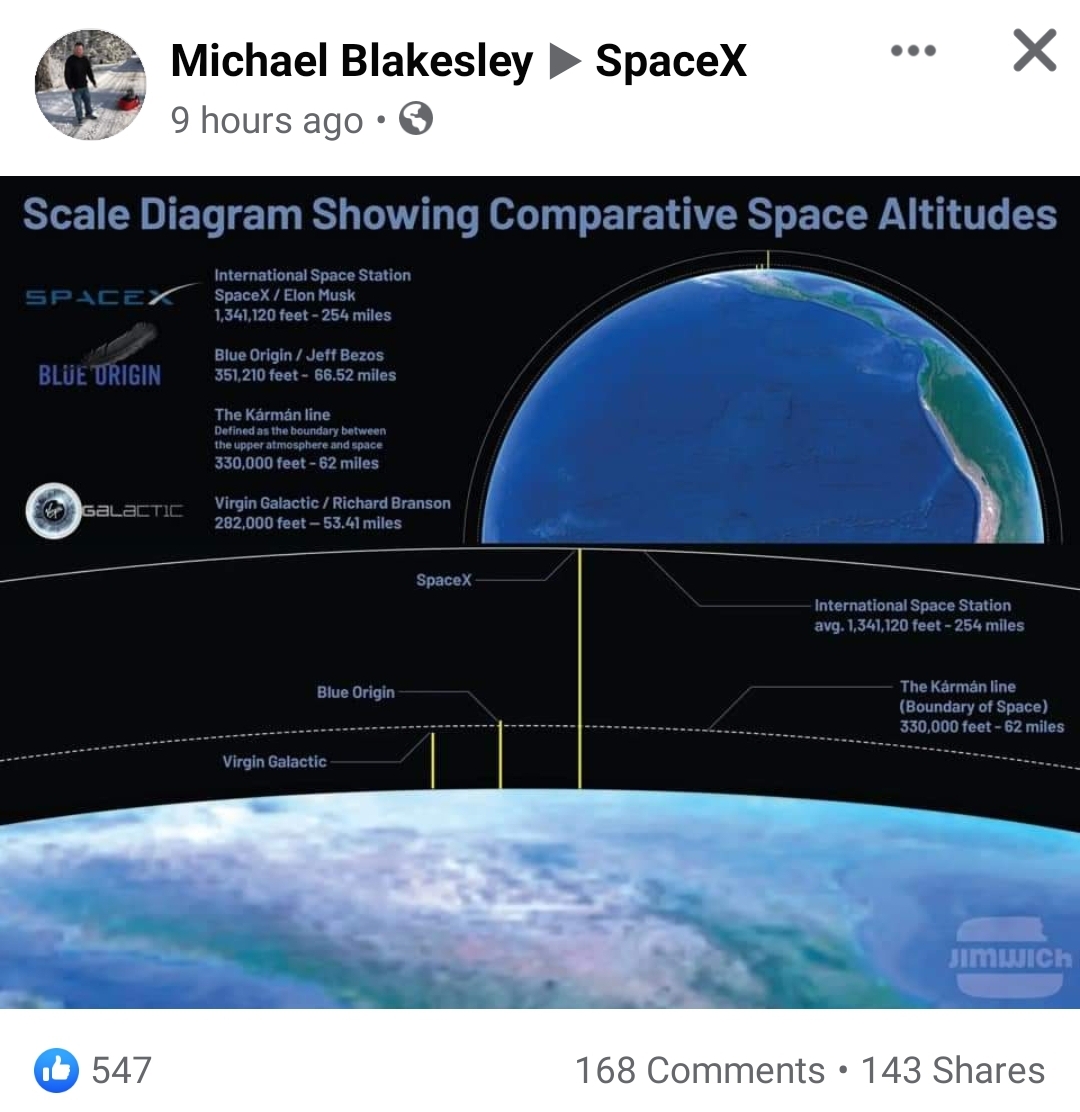 Michael Blakesley ▶ SpaceX
9 hours ago •
Scale Diagram Showing Comparative Space Altitudes
SPACEX
International Space Station
SpaceX / Elon Musk
1,341,120 feet - 254 miles
BLUE ORIGIN
Blue Origin / Jeff Bezos
351,210 feet - 66.52 miles
The Kármán line
Defined as the boundary between
the upper atmosphere and space
330,000 feet - 62 miles
GALACTIC
Virgin Galactic / Richard Branson
282,000 feet – 53.41 miles
SpaceX
International Space Station
avg. 1,341,120 feet - 254 miles
Blue Origin
The Kármán line
(Boundary of Space)
330,000 feet - 62 miles
Virgin Galactic
JIMWICH
547
168 Comments • 143 Shares